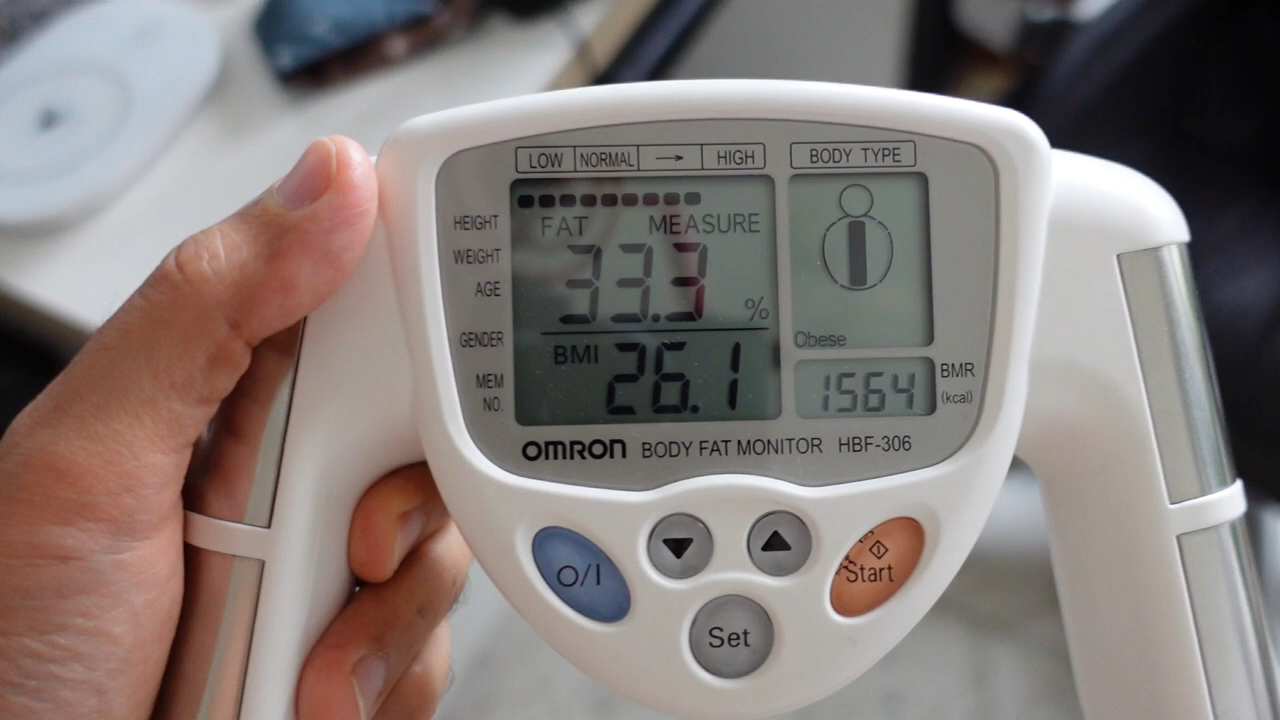 LOW NORMAL → HIGH
BODY TYPE
HEIGHT
WEIGHT
AGE
GENDER
MEM
NO.
FAT MEASURE
33.3 %
BMI 26.1
Obese
1564
BMR
(kcal)
OMRON BODY FAT MONITOR HBF-306
O/I
Start
Set